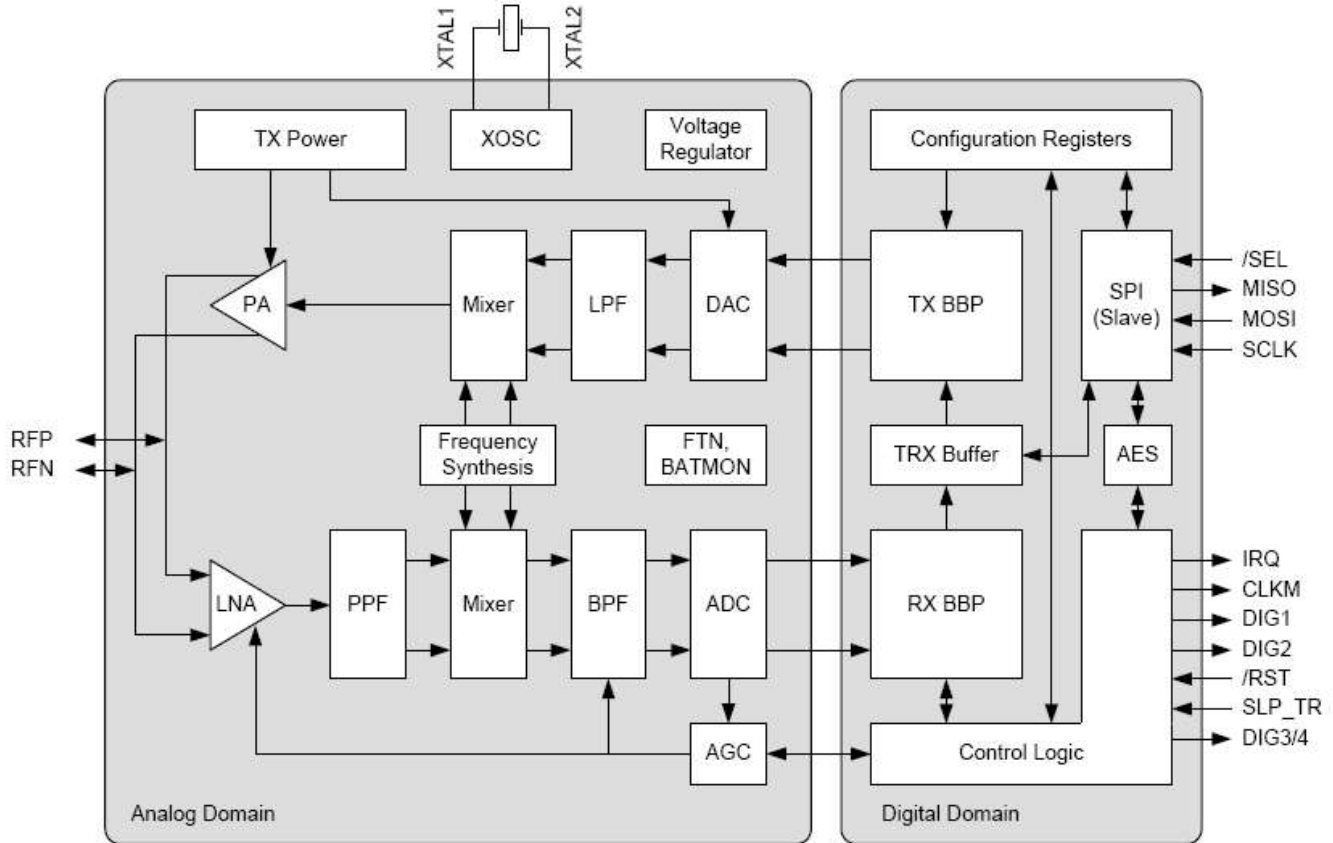 XTAL1
XTAL2
TX Power
XOSC
Voltage
Regulator
Configuration Registers
PA
Mixer
LPF
DAC
TX BBP
SPI
(Slave)
/SEL
MISO
MOSI
SCLK
RFP
RFN
Frequency
Synthesis
FTN,
BATMON
TRX Buffer
AES
LNA
PPF
Mixer
BPF
ADC
RX BBP
IRQ
CLKM
DIG1
DIG2
/RST
SLP_TR
DIG3/4
AGC
Control Logic
Analog Domain
Digital Domain